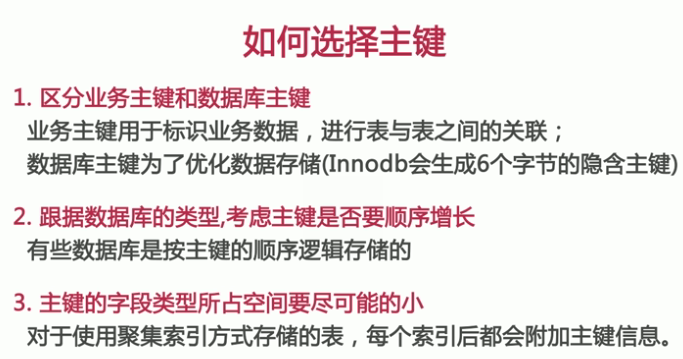 如何选择主键
1. 区分业务主键和数据库主键
业务主键用于标识业务数据，进行表与表之间的关联；
数据库主键为了优化数据存储(Innodb会生成6个字节的隐含主键)
2. 跟据数据库的类型,考虑主键是否要顺序增长
有些数据库是按主键的顺序逻辑存储的
3. 主键的字段类型所占空间要尽可能的小
对于使用聚集索引方式存储的表，每个索引后都会附加主键信息。